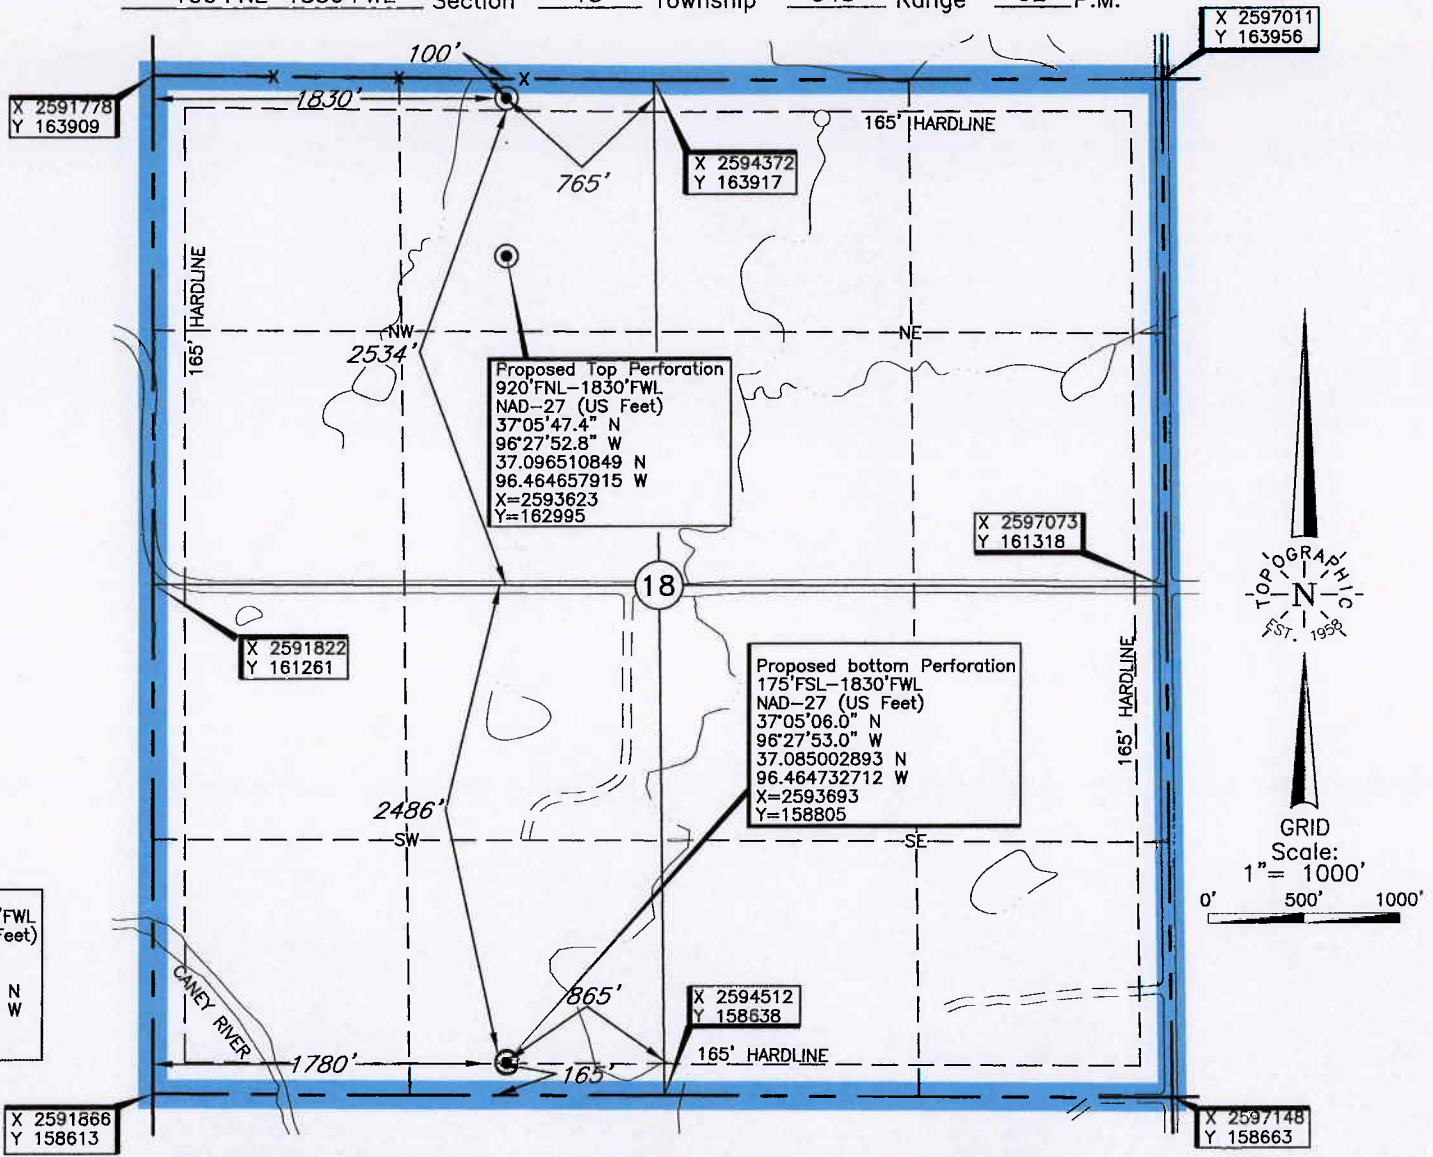 Section
Township
Range
P.M.
X 2597011
Y 163956
100'
X X X
X 2591778
Y 163909
1830'
165' HARDLINE
X 2594372
Y 163917
765'
165' HARDLINE
NW
NE
2534'
Proposed Top Perforation
920'FNL-1830'FWL
NAD-27 (US Feet)
37°05'47.4" N
96°27'52.8" W
37.096510849 N
96.464657915 W
X=2593623
Y=162995
X 2597073
Y 161318
18
TOPOGRAPHIC
N
EST. 1958
X 2591822
Y 161261
165' HARDLINE
Proposed bottom Perforation
175'FSL-1830'FWL
NAD-27 (US Feet)
37°05'06.0" N
96°27'53.0" W
37.085002893 N
96.464732712 W
X=2593693
Y=158805
2486'
SW
SE
GRID
Scale:
1"= 1000'
0' 500' 1000'
'FWL
Feet)
N
W
CANEY RIVER
865'
X 2594512
Y 158638
165' HARDLINE
1780'
165'
X 2591866
Y 158613
X 2597148
Y 158663